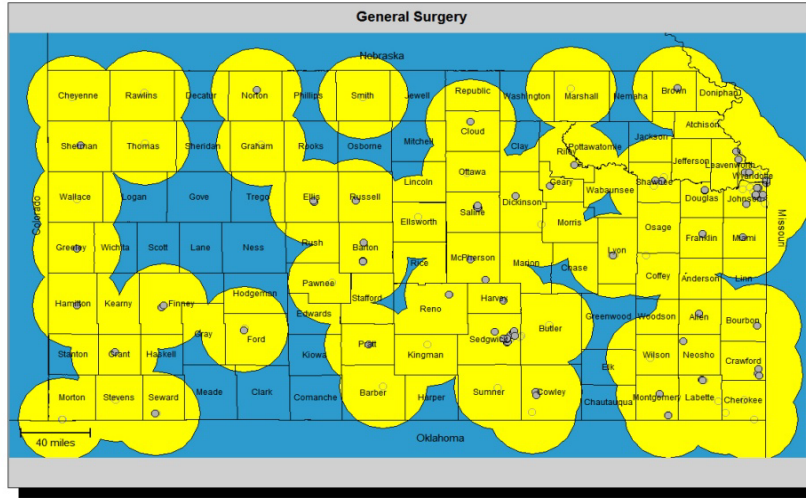 General Surgery
Nebraska
Cheyenne Rawlins Decatur Norton Phillips Smith Jewell Republic Washington Marshall Nemaha Brown Doniphan
Atchison
Sherman Thomas Sheridan Graham Rooks Osborne Mitchell Cloud Clay Riley Pottawatomie Jackson Jefferson Leavenworth
Wyandotte
Wallace Logan Gove Trego Ellis Russell Lincoln Ottawa Saline Dickinson Geary Wabaunsee Shawnee Douglas Johnson
Ellsworth Morris Osage
Colorado
Missouri
Greeley Wichita Scott Lane Ness Rush Barton Rice McPherson Marion Chase Lyon Franklin Miami
Coffey Anderson Linn
Hamilton Kearny Finney Hodgeman Pawnee Stafford Edwards Reno Harvey Butler Greenwood Woodson Allen Bourbon
Stanton Grant Haskell Gray Ford Kiowa Pratt Kingman Sedgwick Elk Wilson Neosho Crawford
Morton Stevens Seward Meade Clark Comanche Barber Harper Sumner Cowley Chautauqua Montgomery Labette Cherokee
40 miles
Oklahoma